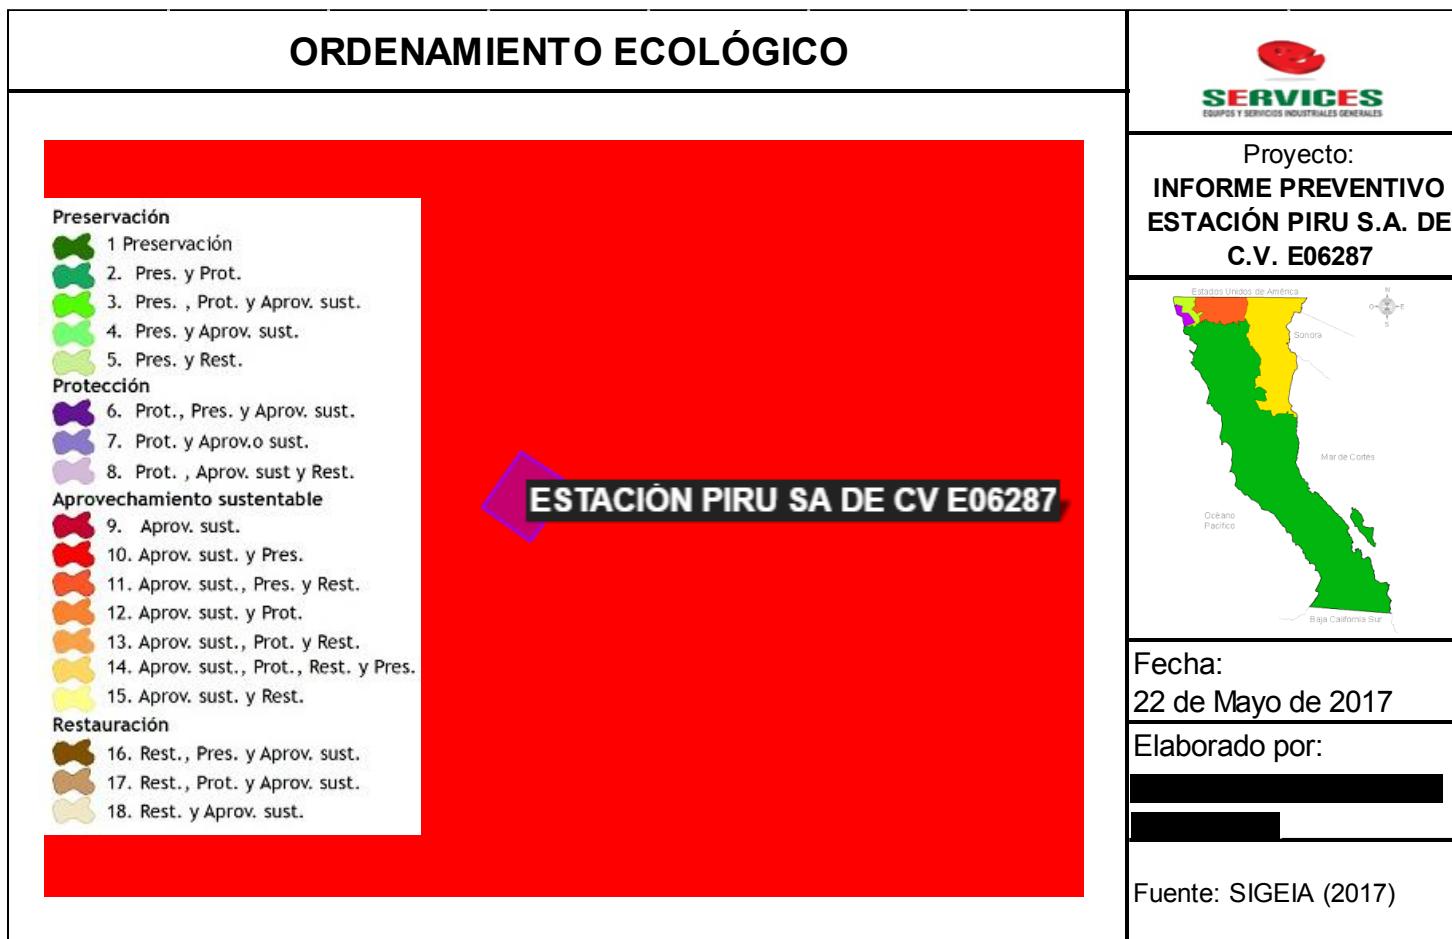 ORDENAMIENTO ECOLÓGICO
SERVICES
EQUIPOS Y SERVICIOS INDUSTRIALES GENERALES
Proyecto:
INFORME PREVENTIVO
ESTACIÓN PIRU S.A. DE
C.V. E06287
Preservación
1 Preservación
2. Pres. y Prot.
3. Pres. , Prot. y Aprov. sust.
4. Pres. y Aprov. sust.
5. Pres. y Rest.
Protección
6. Prot., Pres. y Aprov. sust.
7. Prot. y Aprov.o sust.
8. Prot. , Aprov. sust y Rest.
Aprovechamiento sustentable
9. Aprov. sust.
10. Aprov. sust. y Pres.
11. Aprov. sust., Pres. y Rest.
12. Aprov. sust. y Prot.
13. Aprov. sust., Prot. y Rest.
14. Aprov. sust., Prot., Rest. y Pres.
15. Aprov. sust. y Rest.
Restauración
16. Rest., Pres. y Aprov. sust.
17. Rest., Prot. y Aprov. sust.
18. Rest. y Aprov. sust.
ESTACIÓN PIRU SA DE CV E06287
Estados Unidos de América
N
O E
S
Sonora
Mar de Cortés
Océano
Pacífico
Baja California Sur
Fecha:
22 de Mayo de 2017
Elaborado por:
Fuente: SIGEIA (2017)